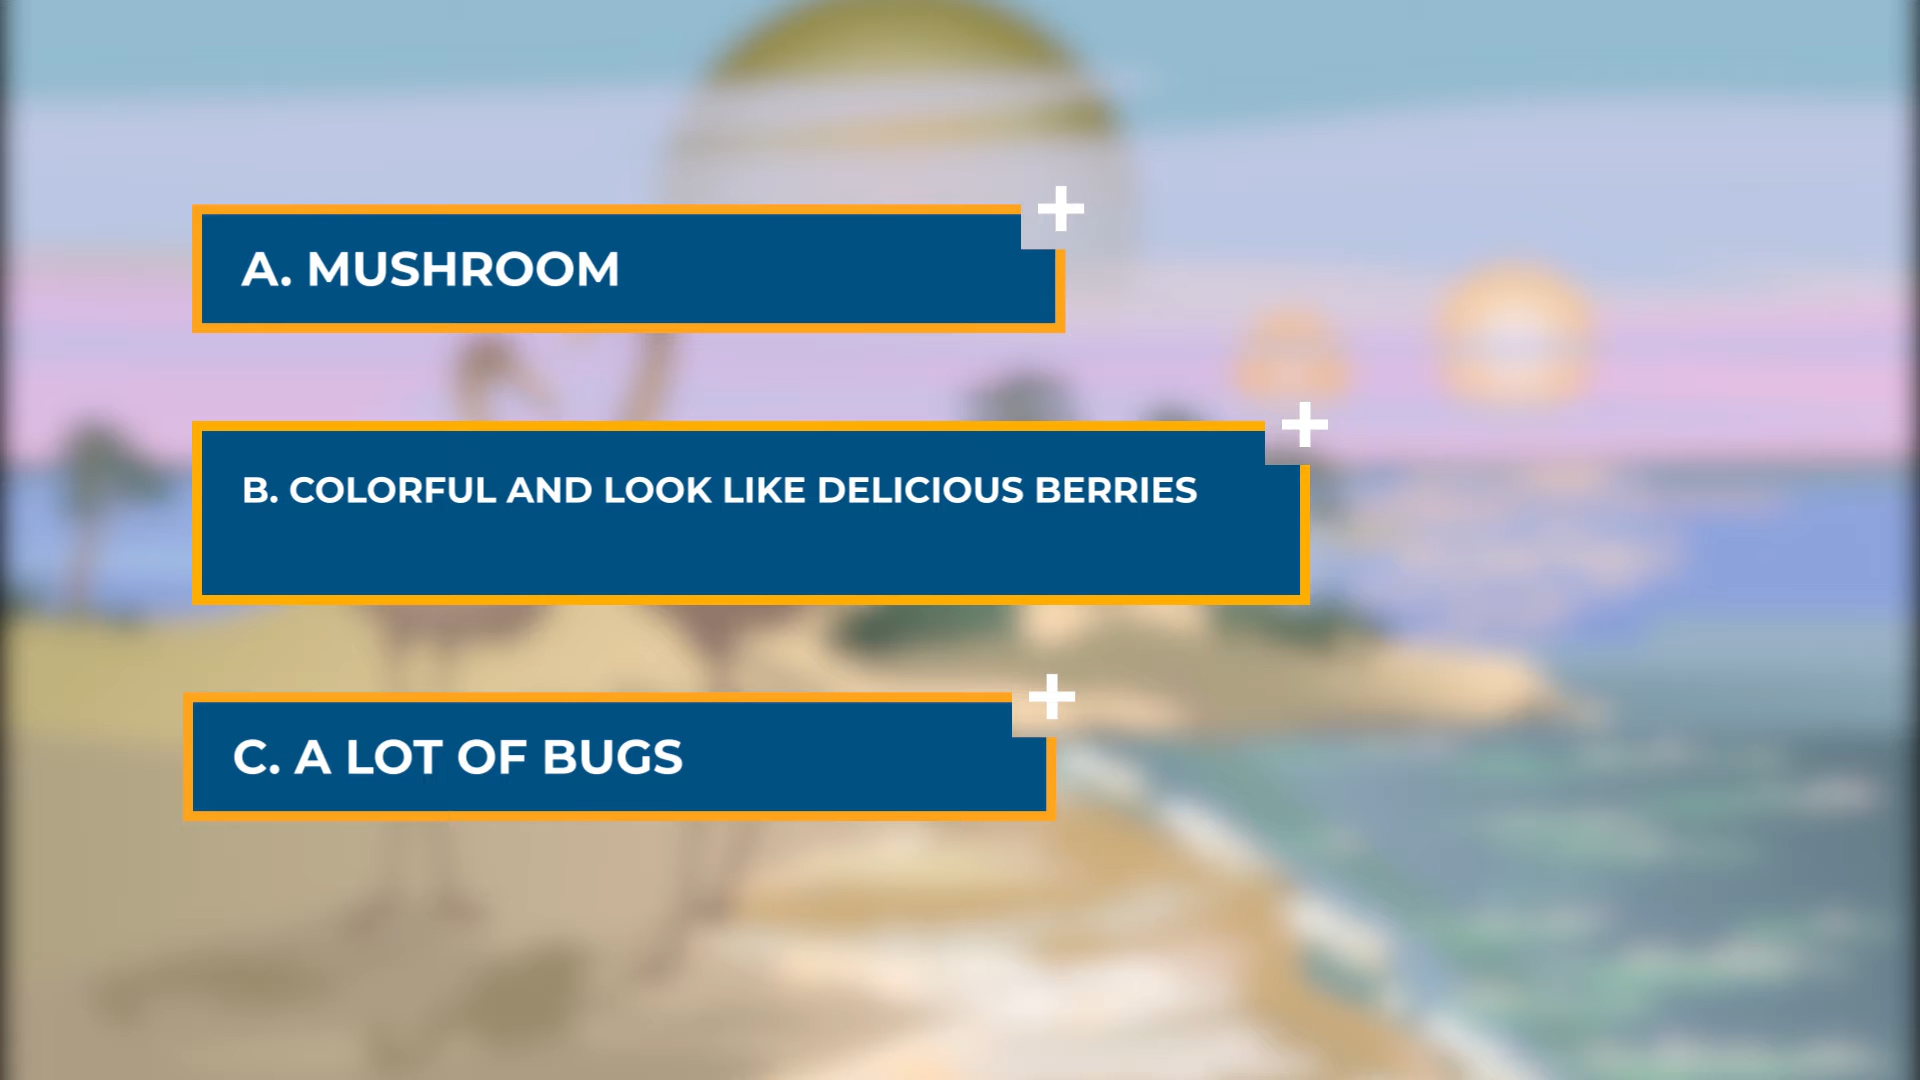 A. MUSHROOM
B. COLORFUL AND LOOK LIKE DELICIOUS BERRIES
C. A LOT OF BUGS